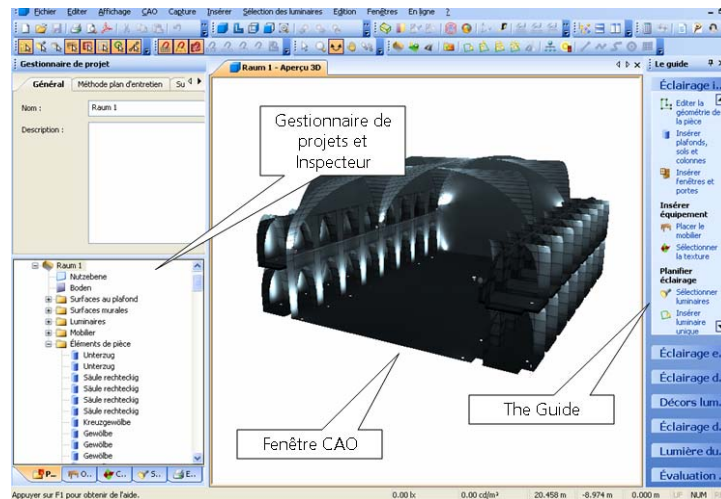 Fichier Editer Affichage CAO Capture Insérer Sélection des luminaires Edition Fenêtres En ligne ?
Gestionnaire de projet
Général Méthode plan d'entretien Su
Nom : Raum 1
Description :
Raum 1
Nutzebene
Boden
Surfaces au plafond
Surfaces murales
Luminaires
Mobilier
Éléments de pièce
Unterzug
Unterzug
Säule rechteckig
Säule rechteckig
Säule rechteckig
Säule rechteckig
Kreuzgewölbe
Gewölbe
Gewölbe
Gewölbe
P... O... C... S... E...
Raum 1 - Aperçu 3D
Gestionnaire de
projets et
Inspecteur
Fenêtre CAO
The Guide
Le guide
Éclairage i...
Editer la
géométrie de
la pièce
Insérer
plafonds,
sols et
colonnes
Insérer
fenêtres et
portes
Insérer
équipement
Placer le
mobilier
Sélectionner
la texture
Planifier
éclairage
Sélectionner
luminaires
Insérer
luminaire
unique
Éclairage e...
Éclairage d...
Décors lum...
Éclairage d...
Lumière du...
Évaluation
Appuyer sur F1 pour obtenir de l'aide. 0.00 lx 0.00 cd/m² 20.458 m -8.974 m 0.000 m UF NUM